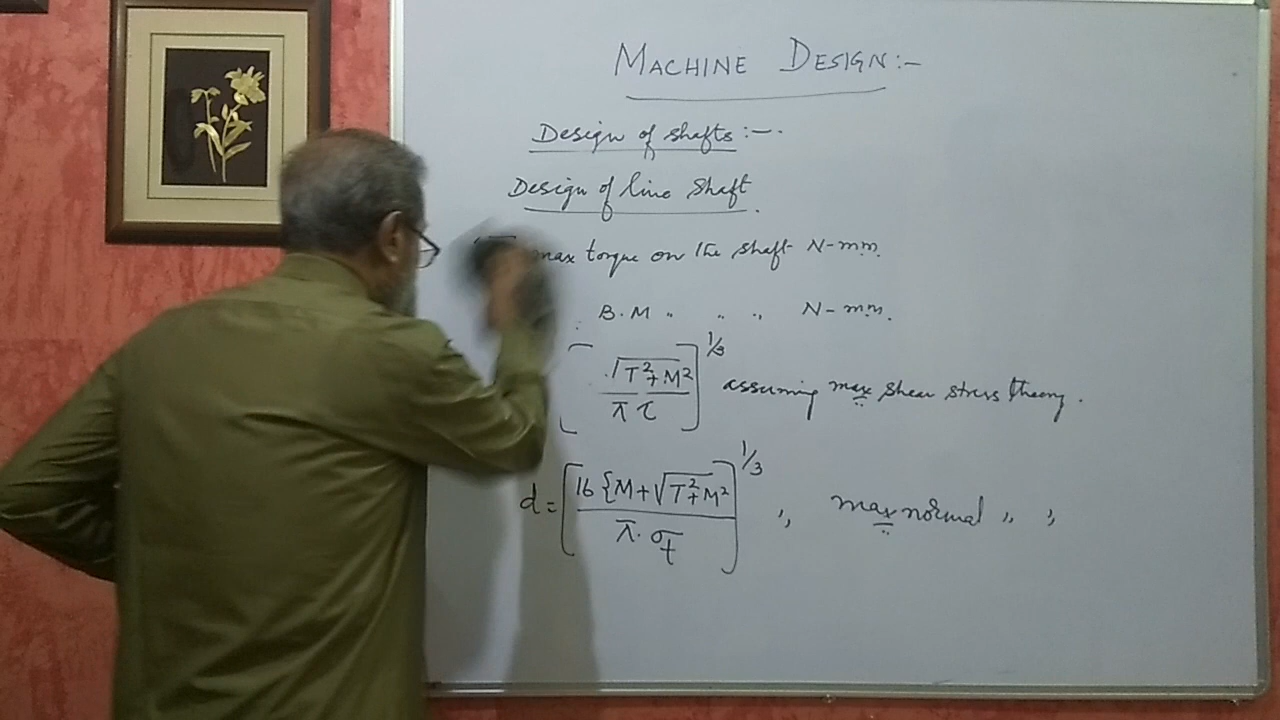 MACHINE DESIGN:-
Design of shafts:-.
Design of line shaft.
max torque on the shaft N-mm.
B.M " " " N-mm.
[√T²+M² / π τ]^1/3 assuming max shear stress theory.
d = [16 {M+√T²+M² / π. σt]^1/3 " max normal " "